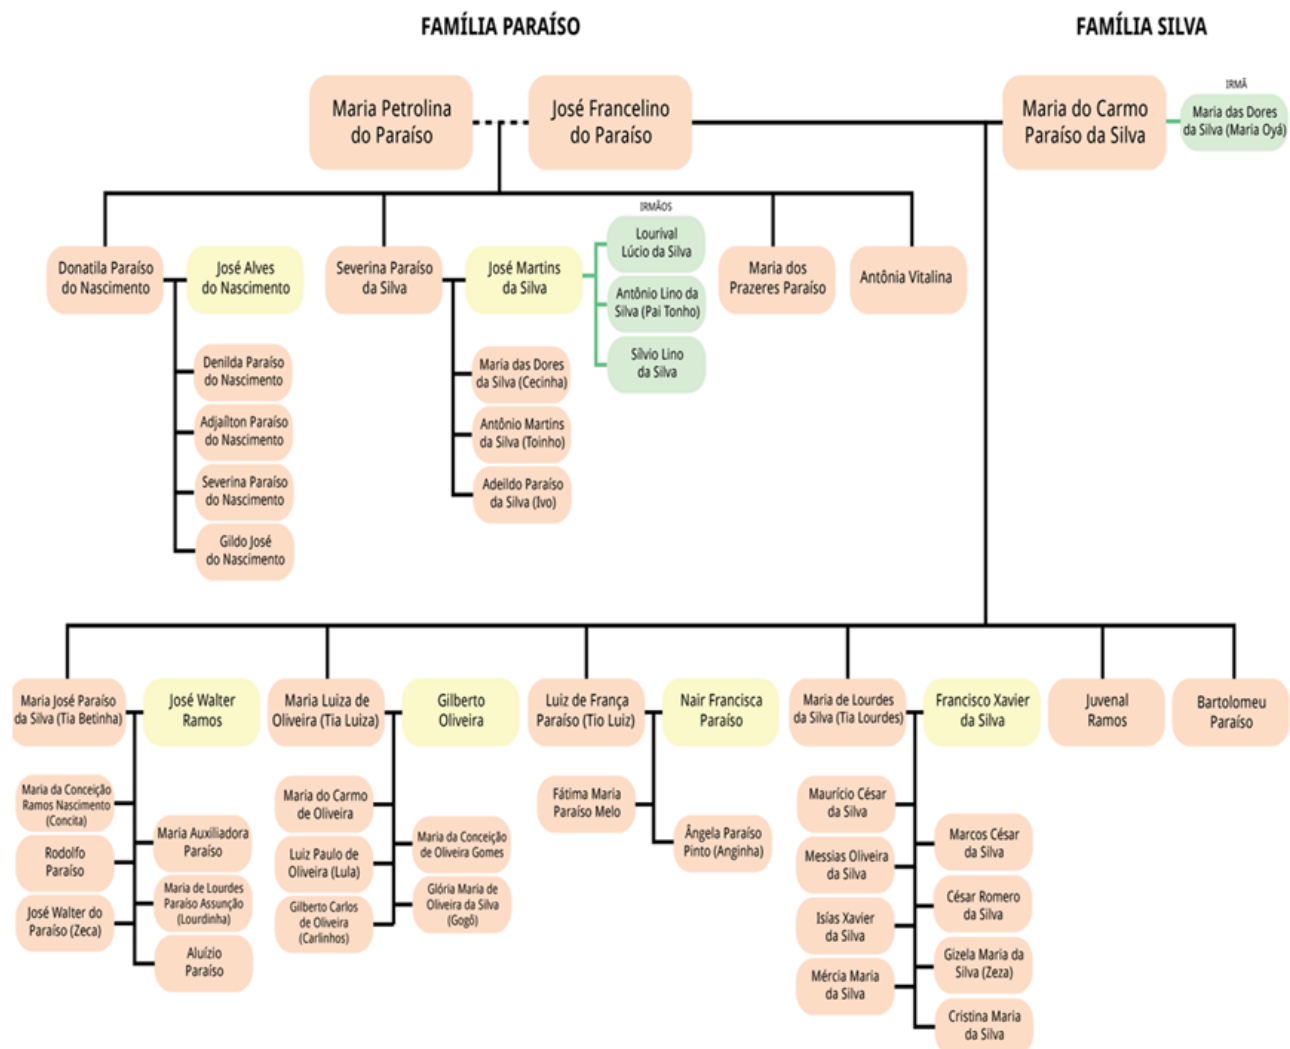 FAMÍLIA PARAÍSO
FAMÍLIA SILVA
Maria Petrolina
do Paraíso
José Francelino
do Paraíso
Maria do Carmo
Paraíso da Silva
IRMÃ
Maria das Dores
da Silva (Maria Oyá)
Donatila Paraíso
do Nascimento
José Alves
do Nascimento
Severina Paraíso
da Silva
José Martins
da Silva
IRMÃOS
Lourival
Lúcio da Silva
Antônio Lino da
Silva (Pai Tonho)
Sílvio Lino
da Silva
Maria dos
Prazeres Paraíso
Antônia Vitalina
Denilda Paraíso
do Nascimento
Adjaílton Paraíso
do Nascimento
Severina Paraíso
do Nascimento
Gildo José
do Nascimento
Maria das Dores
da Silva (Cecinha)
Antônio Martins
da Silva (Toinho)
Adeildo Paraíso
da Silva (Ivo)
Maria José Paraíso
da Silva (Tia Betinha)
José Walter
Ramos
Maria Luiza de
Oliveira (Tia Luiza)
Gilberto
Oliveira
Luiz de França
Paraíso (Tio Luiz)
Nair Francisca
Paraíso
Maria de Lourdes
da Silva (Tia Lourdes)
Francisco Xavier
da Silva
Juvenal
Ramos
Bartolomeu
Paraíso
Maria da Conceição
Ramos Nascimento
(Concita)
Rodolfo
Paraíso
José Walter do
Paraíso (Zeca)
Maria Auxiliadora
Paraíso
Maria de Lourdes
Paraíso Assunção
(Lourdinha)
Aluízio
Paraíso
Maria do Carmo
de Oliveira
Luiz Paulo de
Oliveira (Lula)
Gilberto Carlos
de Oliveira
(Carlinhos)
Maria da Conceição
de Oliveira Gomes
Glória Maria de
Oliveira da Silva
(Gogô)
Fátima Maria
Paraíso Melo
Ângela Paraíso
Pinto (Anginha)
Maurício César
da Silva
Messias Oliveira
da Silva
Isías Xavier
da Silva
Mércia Maria
da Silva
Marcos César
da Silva
César Romero
da Silva
Gizela Maria da
Silva (Zeza)
Cristina Maria
da Silva